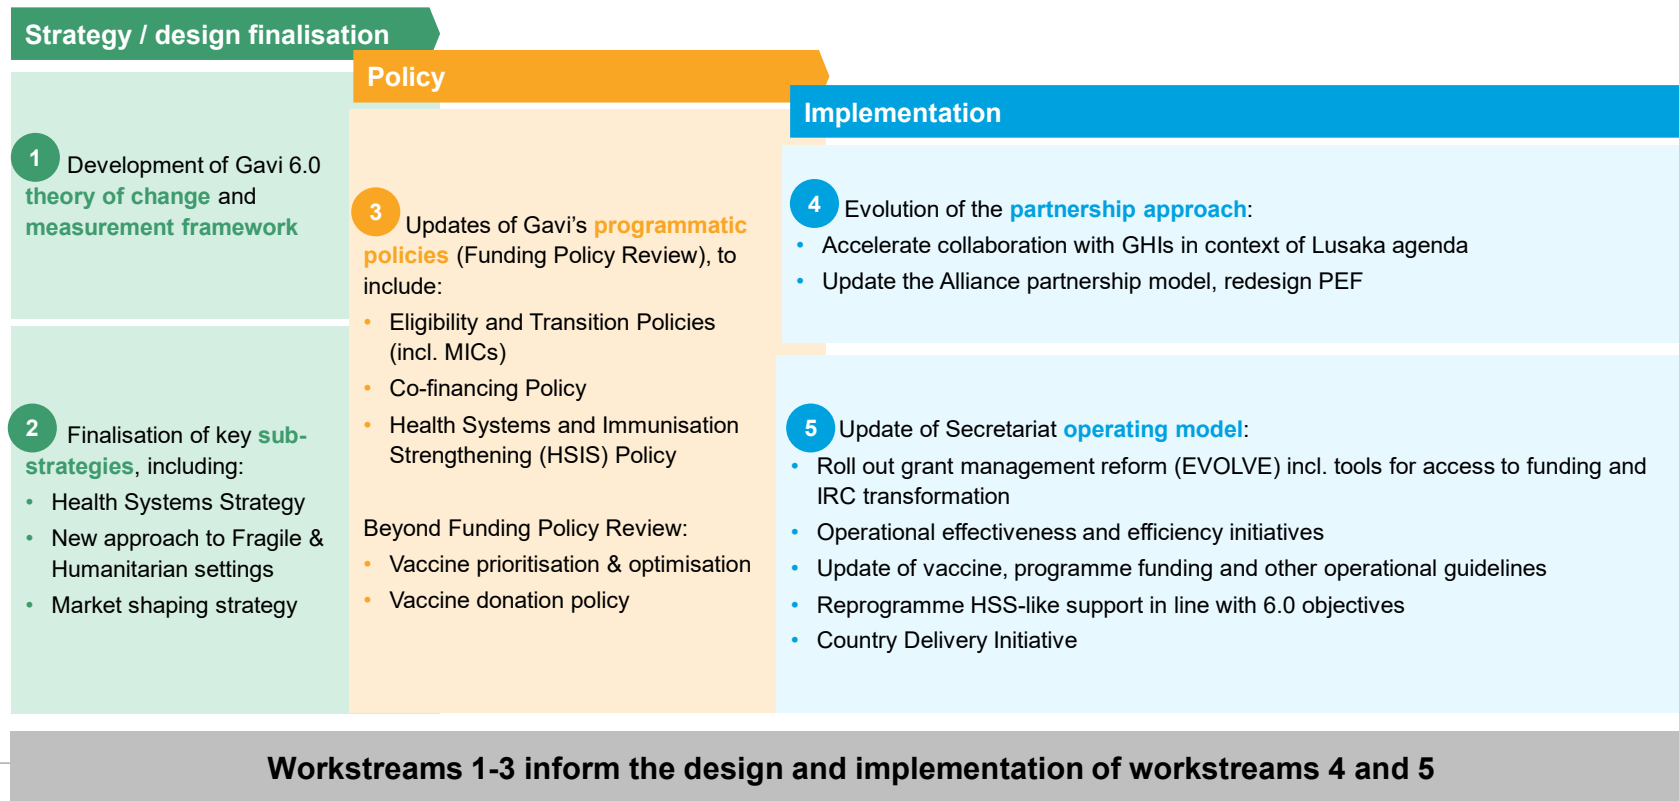 Strategy / design finalisation
1
Development of Gavi 6.0
theory of change and
measurement framework
2
Finalisation of key sub-
strategies, including:
• Health Systems Strategy
• New approach to Fragile &
Humanitarian settings
• Market shaping strategy
Policy
3
Updates of Gavi’s programmatic
policies (Funding Policy Review), to
include:
• Eligibility and Transition Policies
(incl. MICs)
• Co-financing Policy
• Health Systems and Immunisation
Strengthening (HSIS) Policy
Beyond Funding Policy Review:
• Vaccine prioritisation & optimisation
• Vaccine donation policy
Implementation
4
Evolution of the partnership approach:
• Accelerate collaboration with GHIs in context of Lusaka agenda
• Update the Alliance partnership model, redesign PEF
5
Update of Secretariat operating model:
• Roll out grant management reform (EVOLVE) incl. tools for access to funding and
IRC transformation
• Operational effectiveness and efficiency initiatives
• Update of vaccine, programme funding and other operational guidelines
• Reprogramme HSS-like support in line with 6.0 objectives
• Country Delivery Initiative
Workstreams 1-3 inform the design and implementation of workstreams 4 and 5